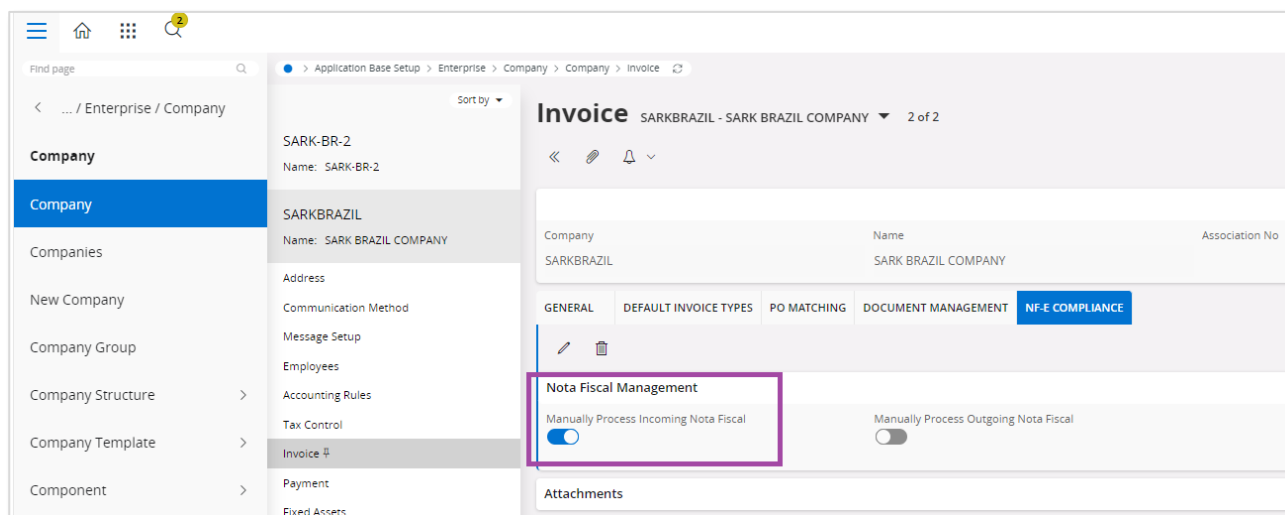 2
Find page
> Application Base Setup > Enterprise > Company > Company > Invoice
< ... / Enterprise / Company
Company
Company
Companies
New Company
Company Group
Company Structure >
Company Template >
Component >
Sort by
SARK-BR-2
Name: SARK-BR-2
SARKBRAZIL
Name: SARK BRAZIL COMPANY
Address
Communication Method
Message Setup
Employees
Accounting Rules
Tax Control
Invoice
Payment
Fixed Assets
Invoice SARKBRAZIL - SARK BRAZIL COMPANY 2 of 2
Company Name Association No
SARKBRAZIL SARK BRAZIL COMPANY
GENERAL DEFAULT INVOICE TYPES PO MATCHING DOCUMENT MANAGEMENT NF-E COMPLIANCE
Nota Fiscal Management
Manually Process Incoming Nota Fiscal Manually Process Outgoing Nota Fiscal
Attachments